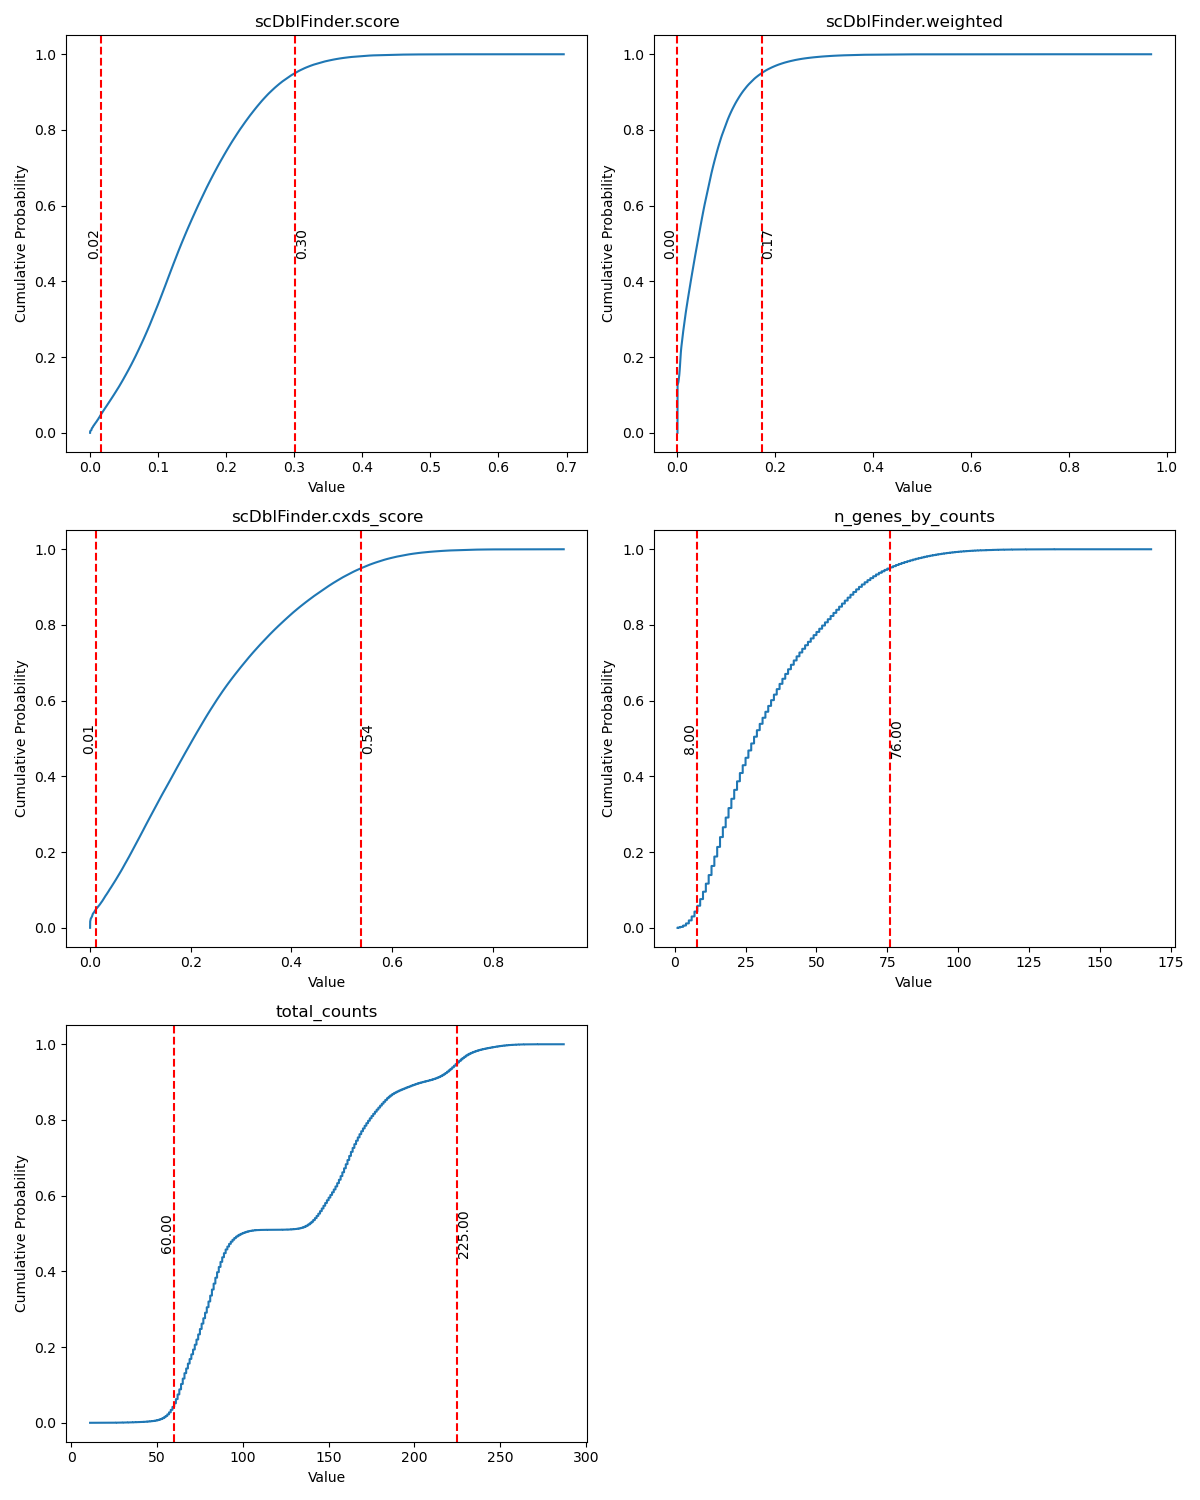 scDblFinder.score
1.0
0.8
0.6
0.4
0.2
0.0
Cumulative Probability
0.02
0.30
0.0 0.1 0.2 0.3 0.4 0.5 0.6 0.7
Value
scDblFinder.weighted
1.0
0.8
0.6
0.4
0.2
0.0
Cumulative Probability
0.00
0.17
0.0 0.2 0.4 0.6 0.8 1.0
Value
scDblFinder.cxds_score
1.0
0.8
0.6
0.4
0.2
0.0
Cumulative Probability
0.01
0.54
0.0 0.2 0.4 0.6 0.8
Value
n_genes_by_counts
1.0
0.8
0.6
0.4
0.2
0.0
Cumulative Probability
8.00
76.00
0 25 50 75 100 125 150 175
Value
total_counts
1.0
0.8
0.6
0.4
0.2
0.0
Cumulative Probability
60.00
225.00
0 50 100 150 200 250 300
Value